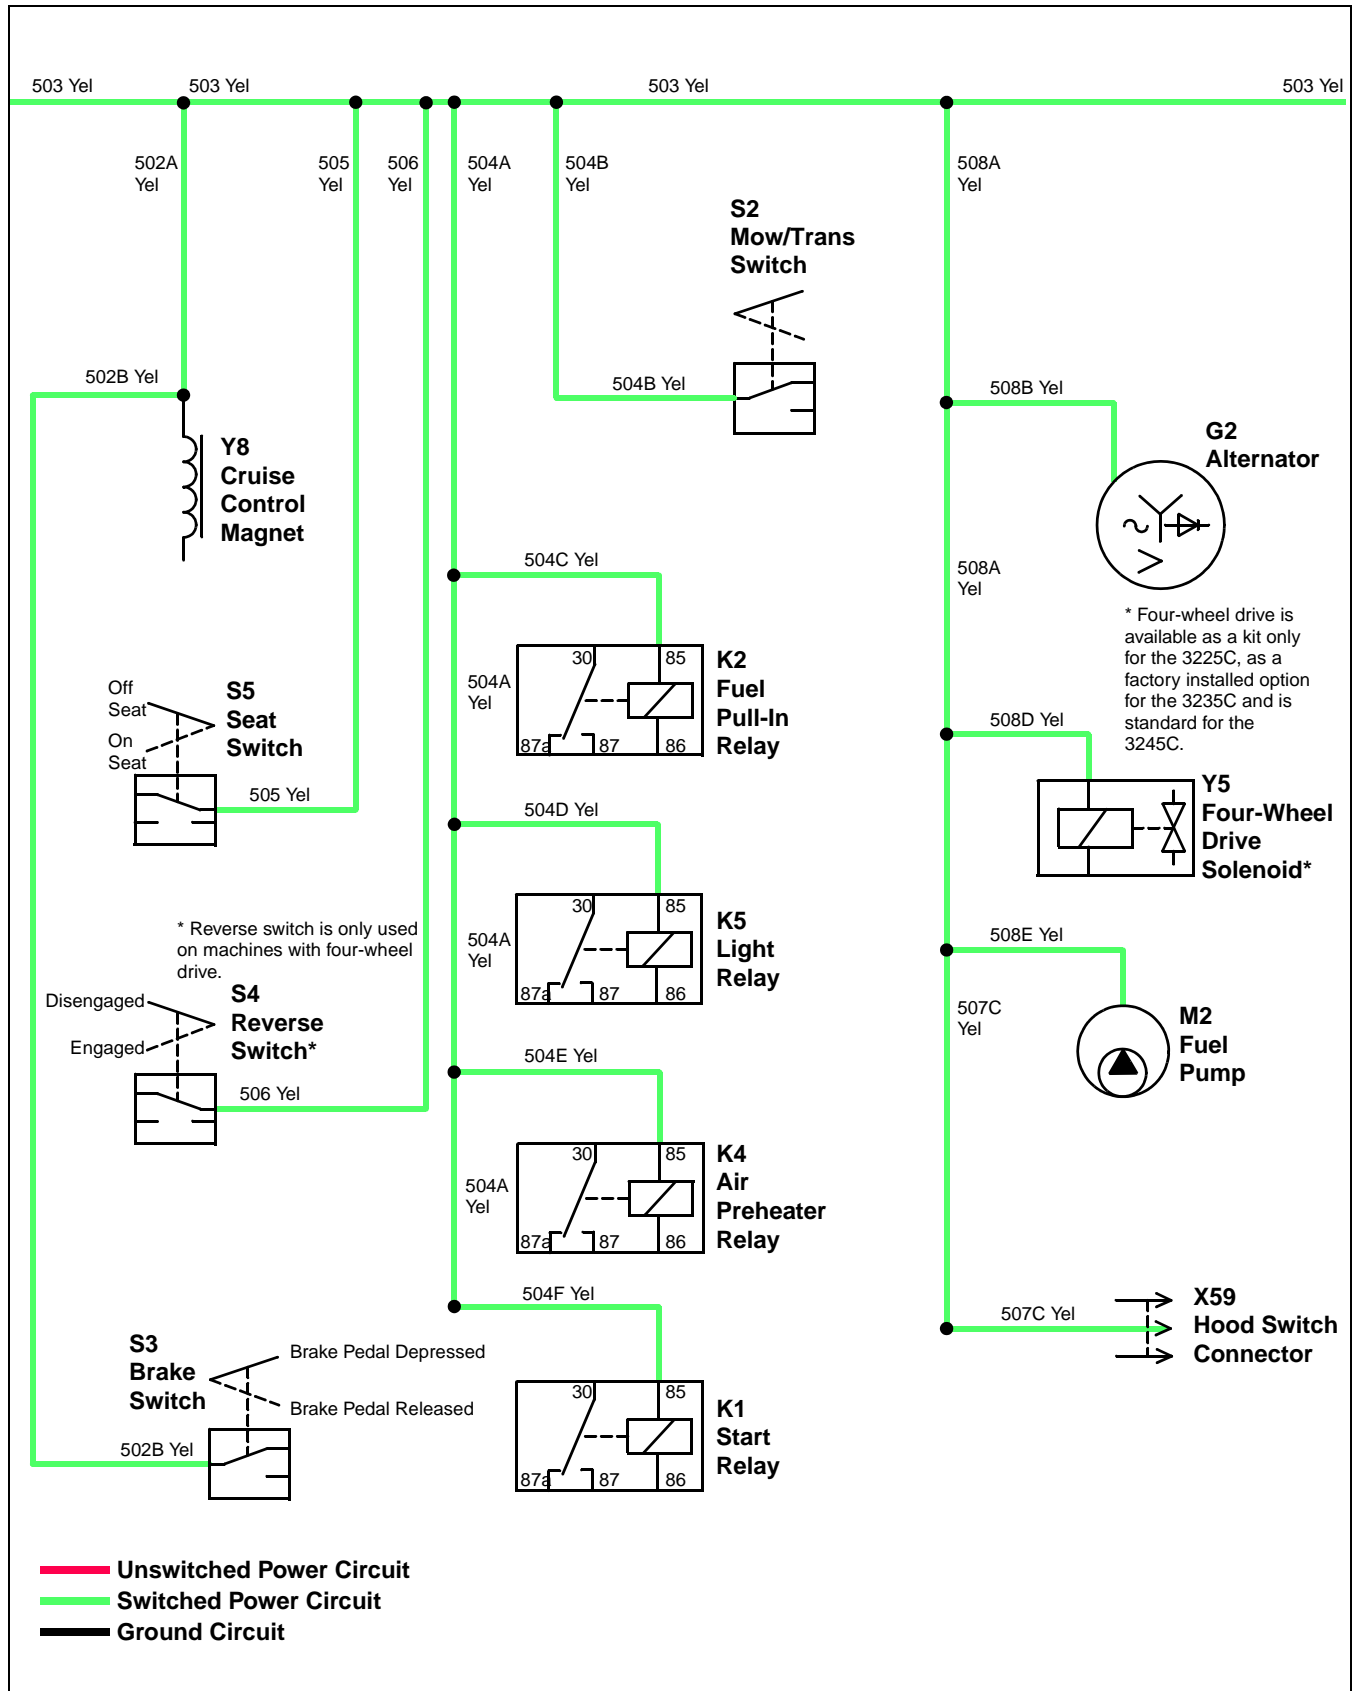 503 Yel
503 Yel
503 Yel
503 Yel
502A
Yel
505
Yel
506
Yel
504A
Yel
504B
Yel
508A
Yel
S2
Mow/Trans
Switch
502B Yel
504B Yel
508B Yel
Y8
Cruise
Control
Magnet
G2
Alternator
504C Yel
508A
Yel
* Four-wheel drive is
available as a kit only
for the 3225C, as a
factory installed option
for the 3235C and is
standard for the
3245C.
504A
Yel
30
85
87a
87
86
K2
Fuel
Pull-In
Relay
Off
Seat
On
Seat
S5
Seat
Switch
505 Yel
508D Yel
Y5
Four-Wheel
Drive
Solenoid*
504D Yel
504A
Yel
30
85
87a
87
86
K5
Light
Relay
* Reverse switch is only used
on machines with four-wheel
drive.
Disengaged
Engaged
S4
Reverse
Switch*
506 Yel
508E Yel
507C
Yel
M2
Fuel
Pump
504E Yel
504A
Yel
30
85
87a
87
86
K4
Air
Preheater
Relay
504F Yel
507C Yel
X59
Hood Switch
Connector
S3
Brake
Switch
Brake Pedal Depressed
Brake Pedal Released
502B Yel
30
85
87a
87
86
K1
Start
Relay
Unswitched Power Circuit
Switched Power Circuit
Ground Circuit